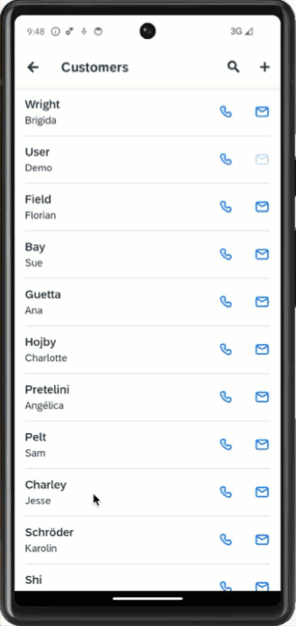 9:48
3G
Customers
Wright
Brigida
User
Demo
Field
Florian
Bay
Sue
Guetta
Ana
Hojby
Charlotte
Pretelini
Angélica
Pelt
Sam
Charley
Jesse
Schröder
Karolin
Shi